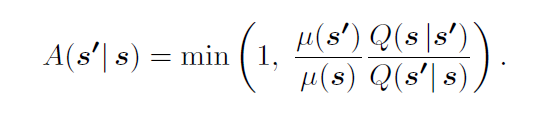 A(s′| s) = min ( 1, μ(s′) Q(s |s′) / μ(s) Q(s′| s) ) .